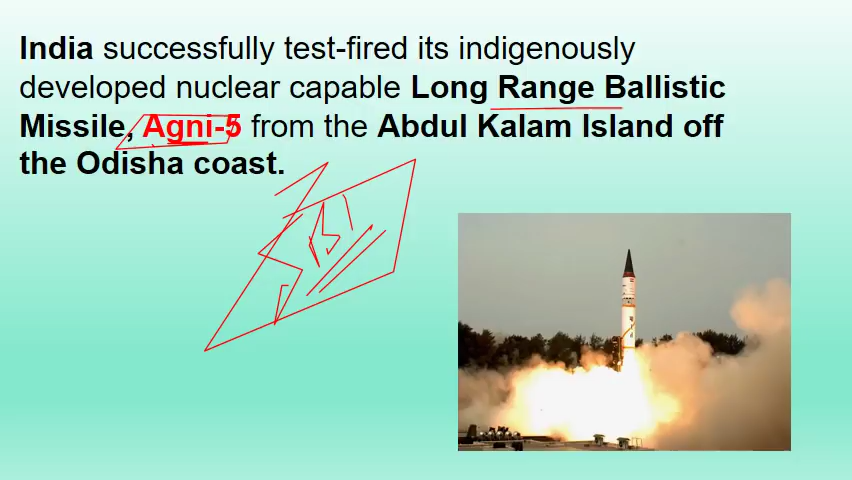 India successfully test-fired its indigenously
developed nuclear capable Long Range Ballistic
Missile, Agni-5 from the Abdul Kalam Island off
the Odisha coast.